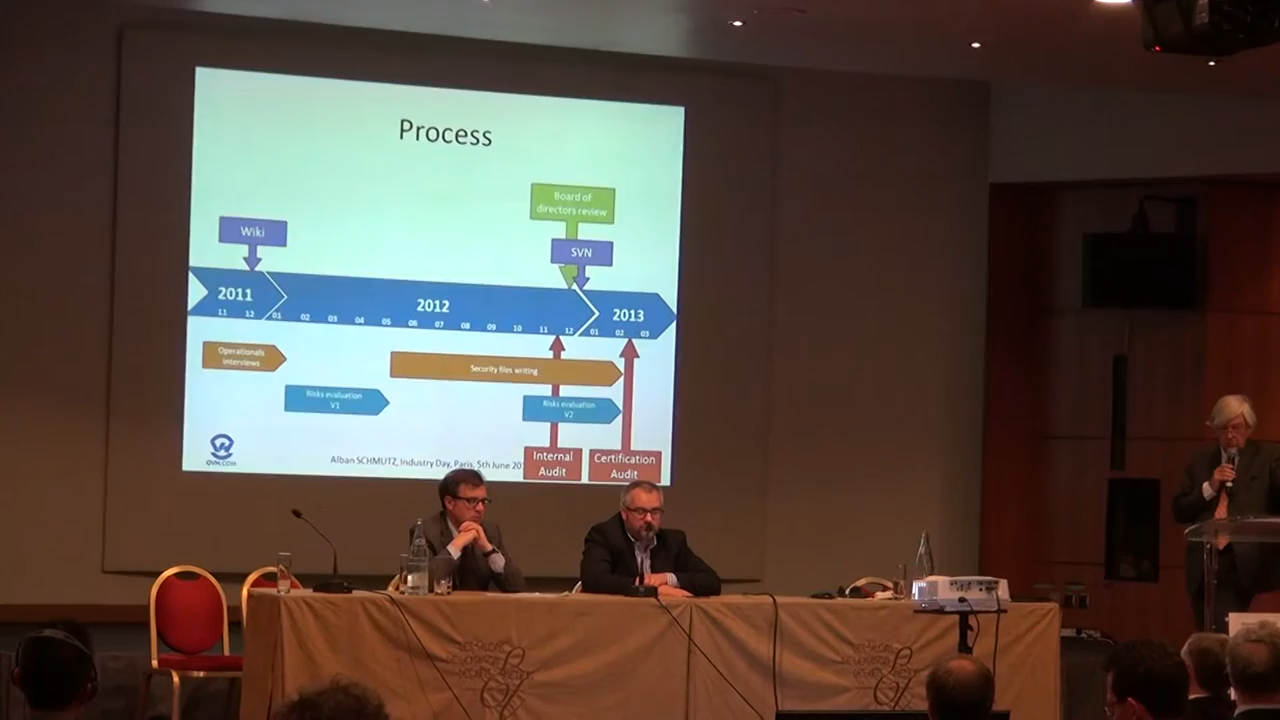 Process
Board of
directors review
Wiki
SVN
2011
2012
2013
11 12 01 02 03 04 05 06 07 08 09 10 11 12 01 02 03
Operationals
interviews
Security files writing
Risks evaluation
V1
Risks evaluation
V2
OVH.COM
Alban SCHMUTZ, Industry Day, Paris, 5th June
Internal
Audit
Certification
Audit